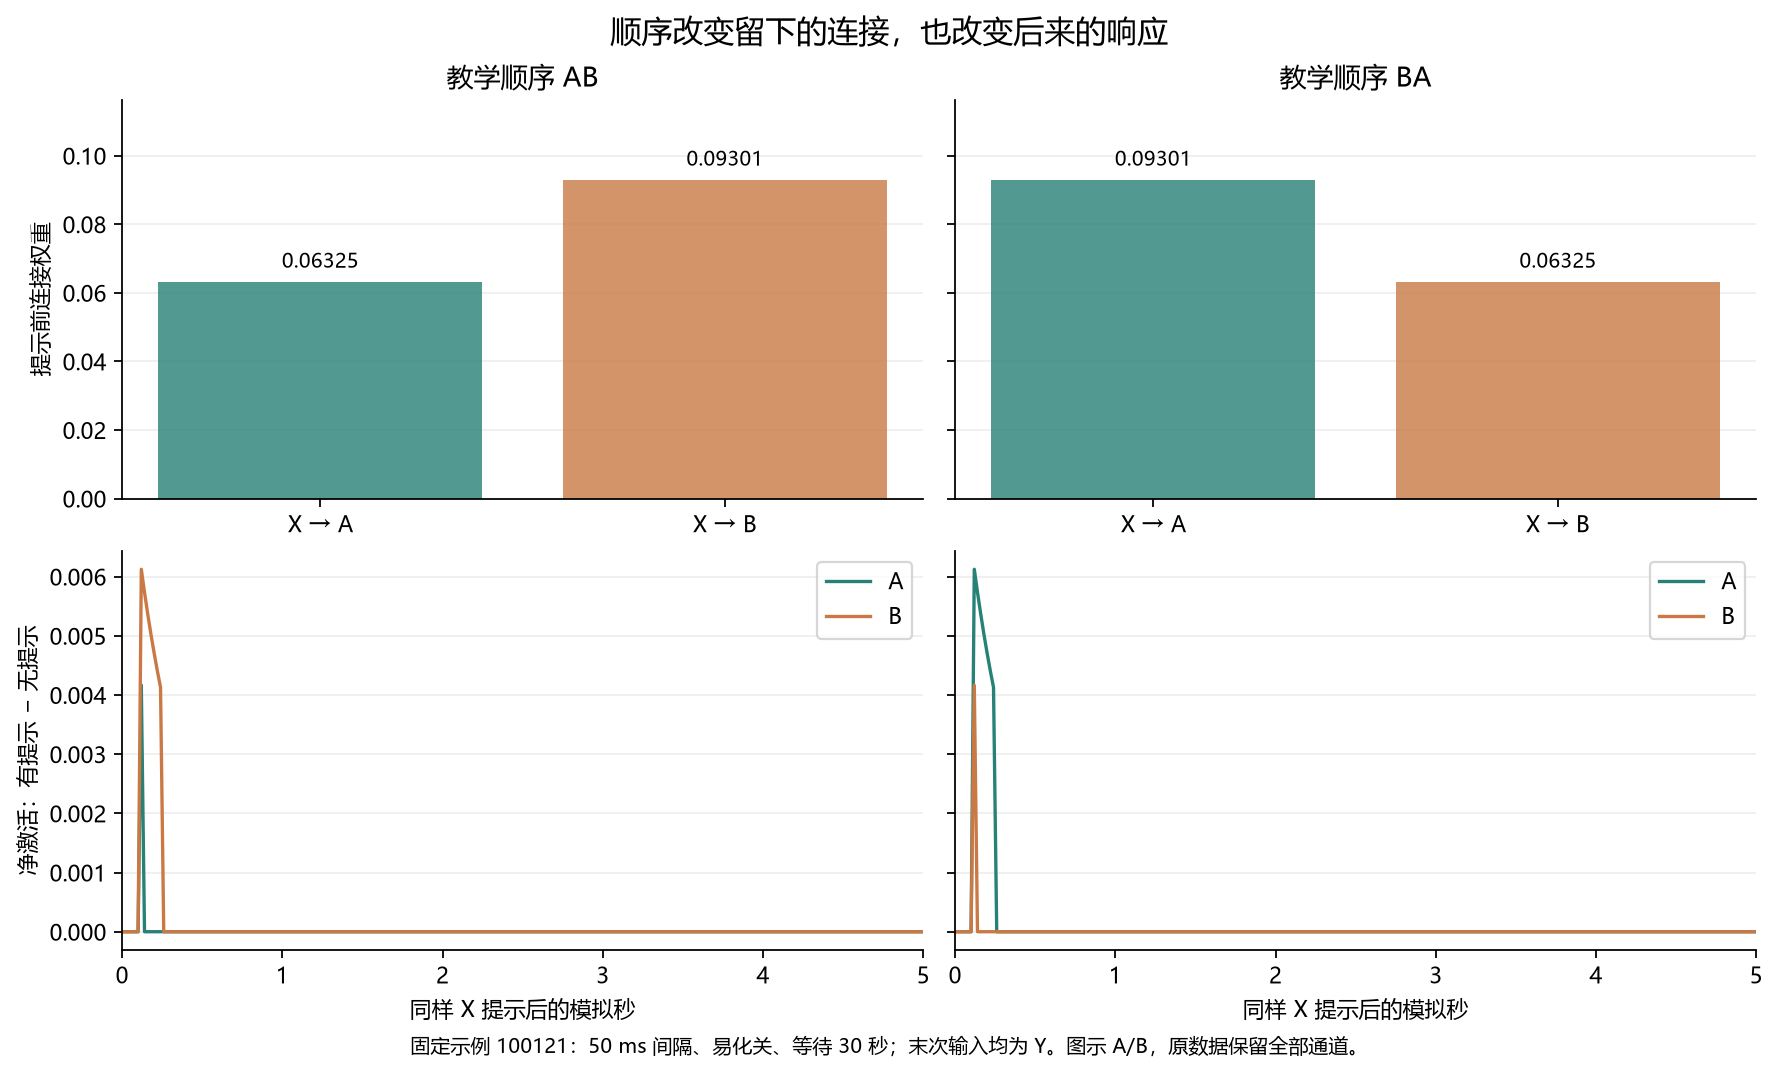 顺序改变留下的连接，也改变后来的响应
教学顺序 AB
教学顺序 BA
提示前连接权重
0.10
0.08
0.06
0.04
0.02
0.00
0.06325
0.09301
0.09301
0.06325
X → A
X → B
X → A
X → B
净激活：有提示 − 无提示
0.006
0.005
0.004
0.003
0.002
0.001
0.000
A
B
A
B
0 1 2 3 4 5
0 1 2 3 4 5
同样 X 提示后的模拟秒
同样 X 提示后的模拟秒
固定示例 100121：50 ms 间隔、易化关、等待 30 秒；末次输入均为 Y。图示 A/B，原数据保留全部通道。